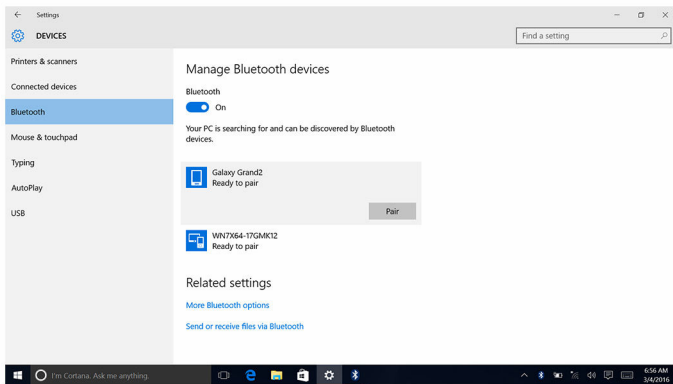 Settings
DEVICES
Find a setting
Printers & scanners
Connected devices
Bluetooth
Mouse & touchpad
Typing
AutoPlay
USB
Manage Bluetooth devices
Bluetooth
On
Your PC is searching for and can be discovered by Bluetooth
devices.
Galaxy Grand2
Ready to pair
Pair
WN7X64-17GMK12
Ready to pair
Related settings
More Bluetooth options
Send or receive files via Bluetooth
I'm Cortana. Ask me anything.
6:56 AM
3/4/2016